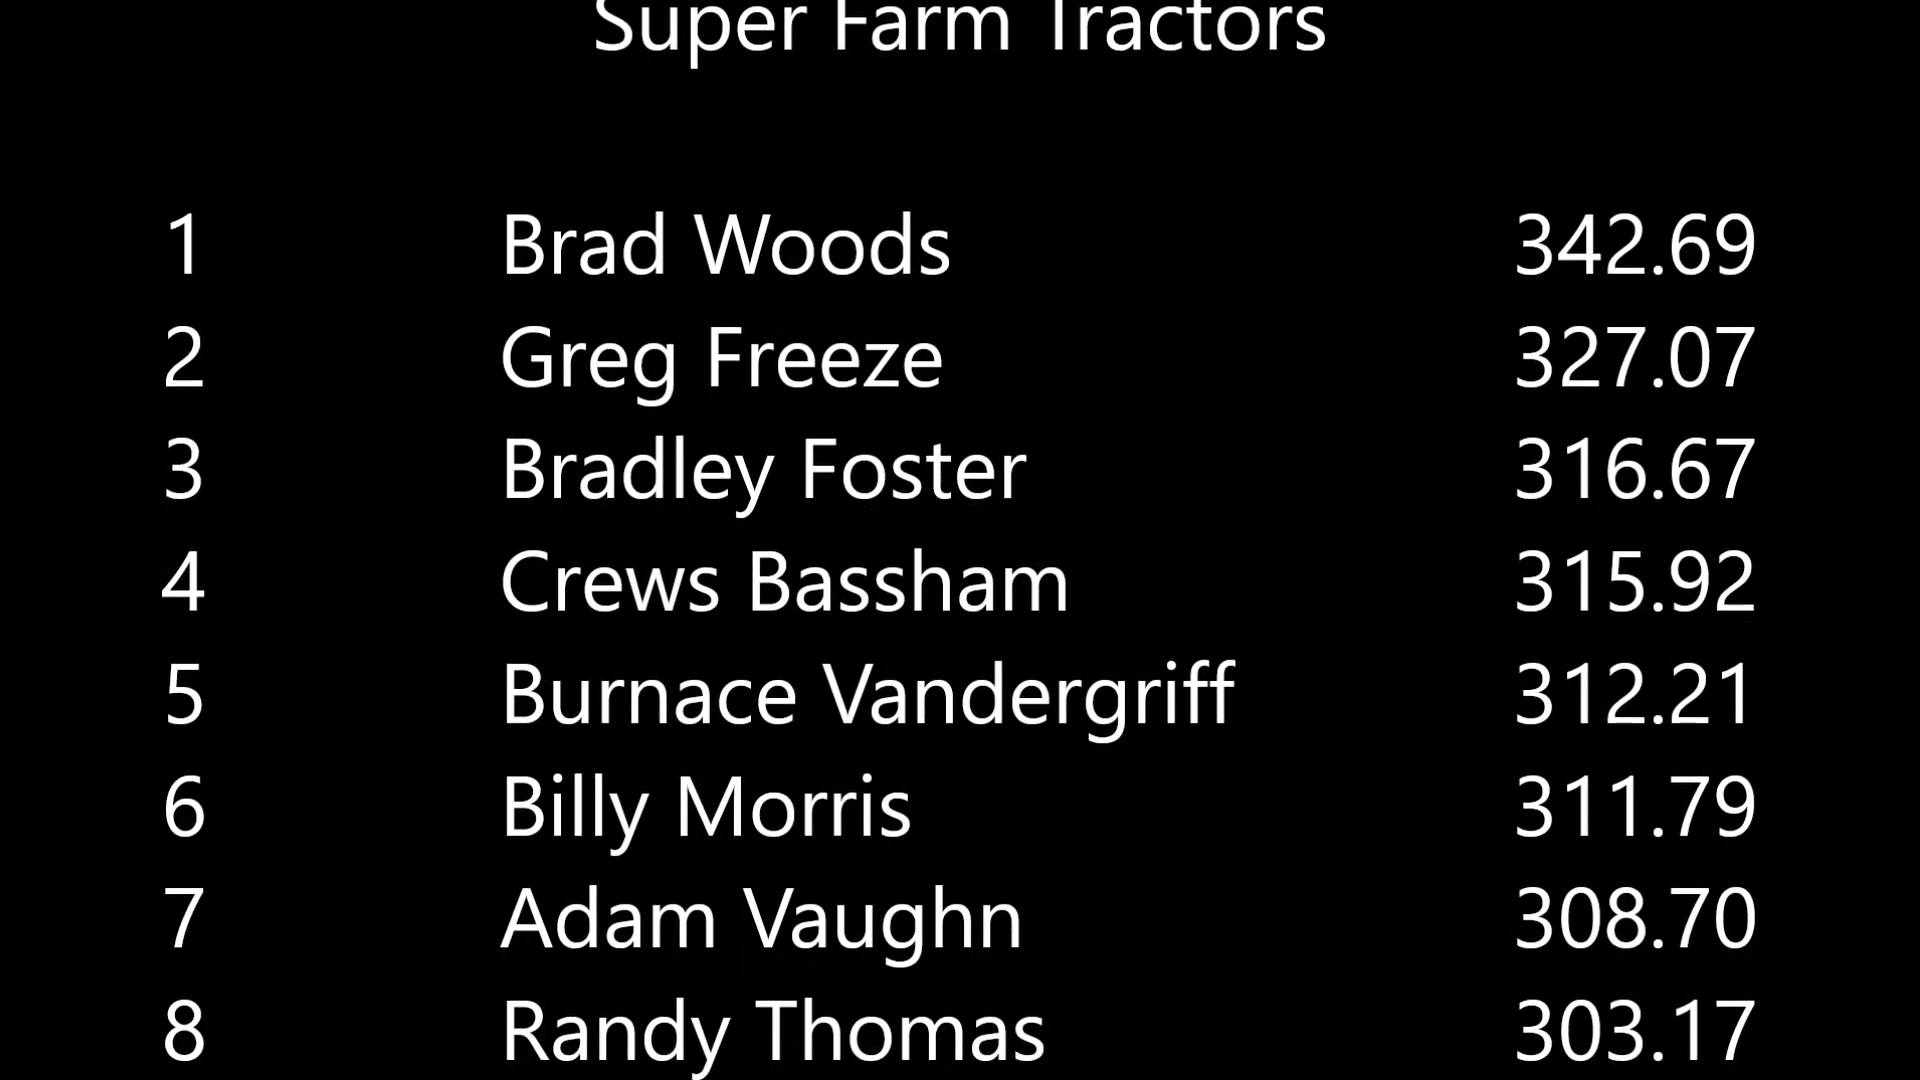 Super Farm Tractors
1 Brad Woods 342.69
2 Greg Freeze 327.07
3 Bradley Foster 316.67
4 Crews Bassham 315.92
5 Burnace Vandergriff 312.21
6 Billy Morris 311.79
7 Adam Vaughn 308.70
8 Randy Thomas 303.17